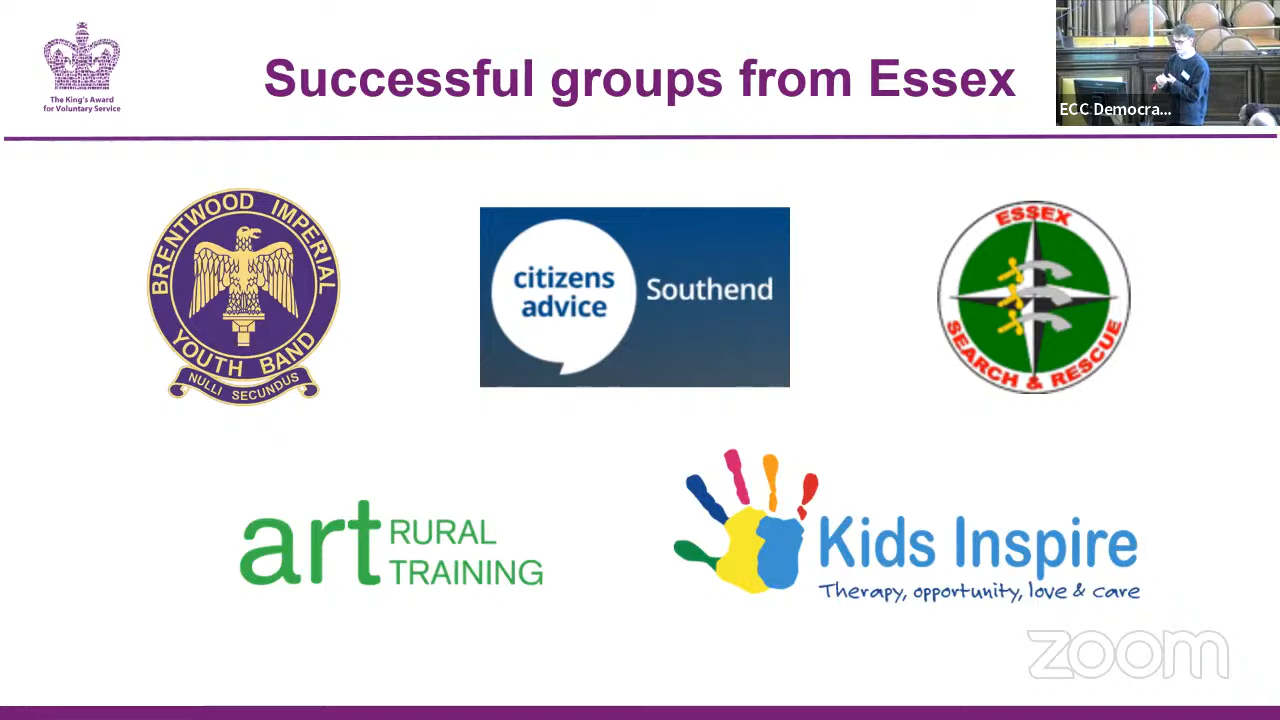 The King's Award
for Voluntary Service
Successful groups from Essex
ECC Democra...
BRENTWOOD IMPERIAL
YOUTH BAND
NULLI SECUNDUS
citizens
advice
Southend
ESSEX
SEARCH & RESCUE
art RURAL
TRAINING
Kids Inspire
Therapy, opportunity, love & care
zoom